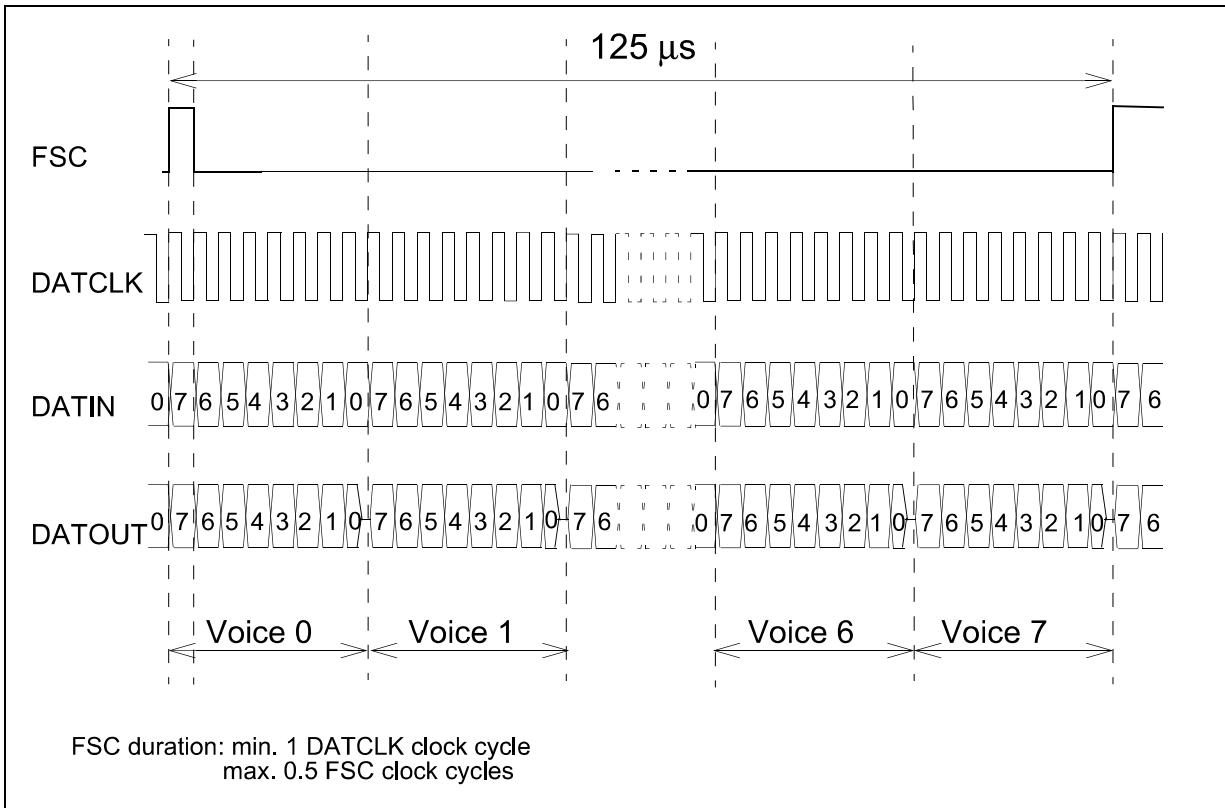 125 µs
FSC
DATCLK
DATIN
0 7 6 5 4 3 2 1 0 7 6 5 4 3 2 1 0 7 6 0 7 6 5 4 3 2 1 0 7 6 5 4 3 2 1 0 7 6
DATOUT
0 7 6 5 4 3 2 1 0 7 6 5 4 3 2 1 0 7 6 0 7 6 5 4 3 2 1 0 7 6 5 4 3 2 1 0 7 6
Voice 0 Voice 1 Voice 6 Voice 7
FSC duration: min. 1 DATCLK clock cycle
max. 0.5 FSC clock cycles